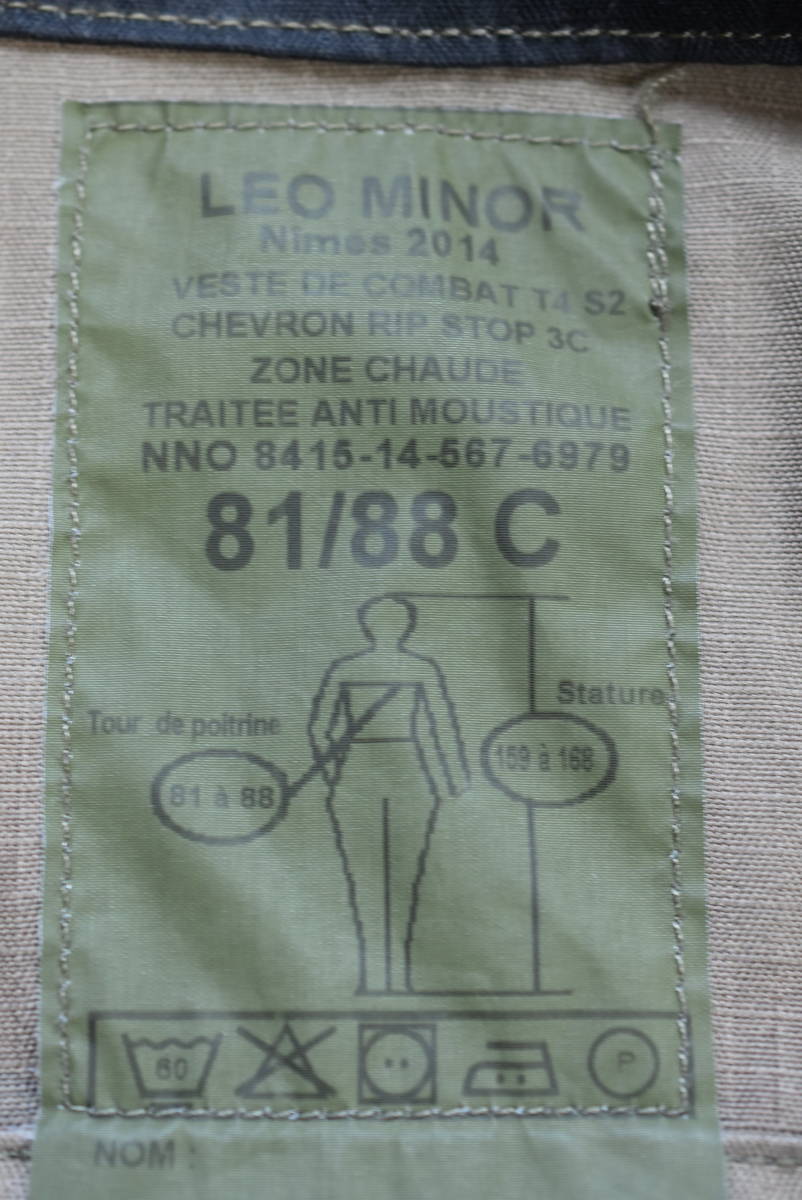 LEO MINOR
Nimes 2014
VESTE DE COMBAT T4 S2
CHEVRON RIP STOP 3C
ZONE CHAUDE
TRAITEE ANTI MOUSTIQUE
NNO 8415-14-567-6979
81/88 C
Stature
Tour de poitrine
159 à 168
81 à 88
60
P
NOM :